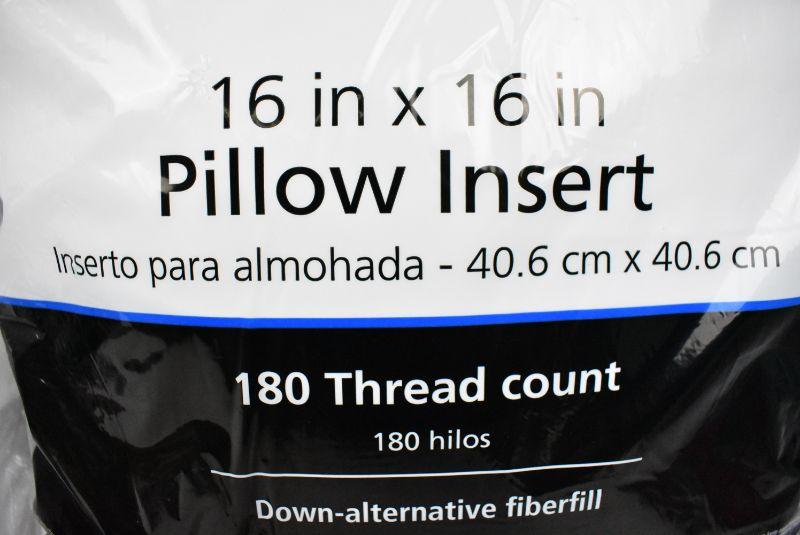 16 in x 16 in
Pillow Insert
Inserto para almohada - 40.6 cm x 40.6 cm
180 Thread count
180 hilos
Down-alternative fiberfill